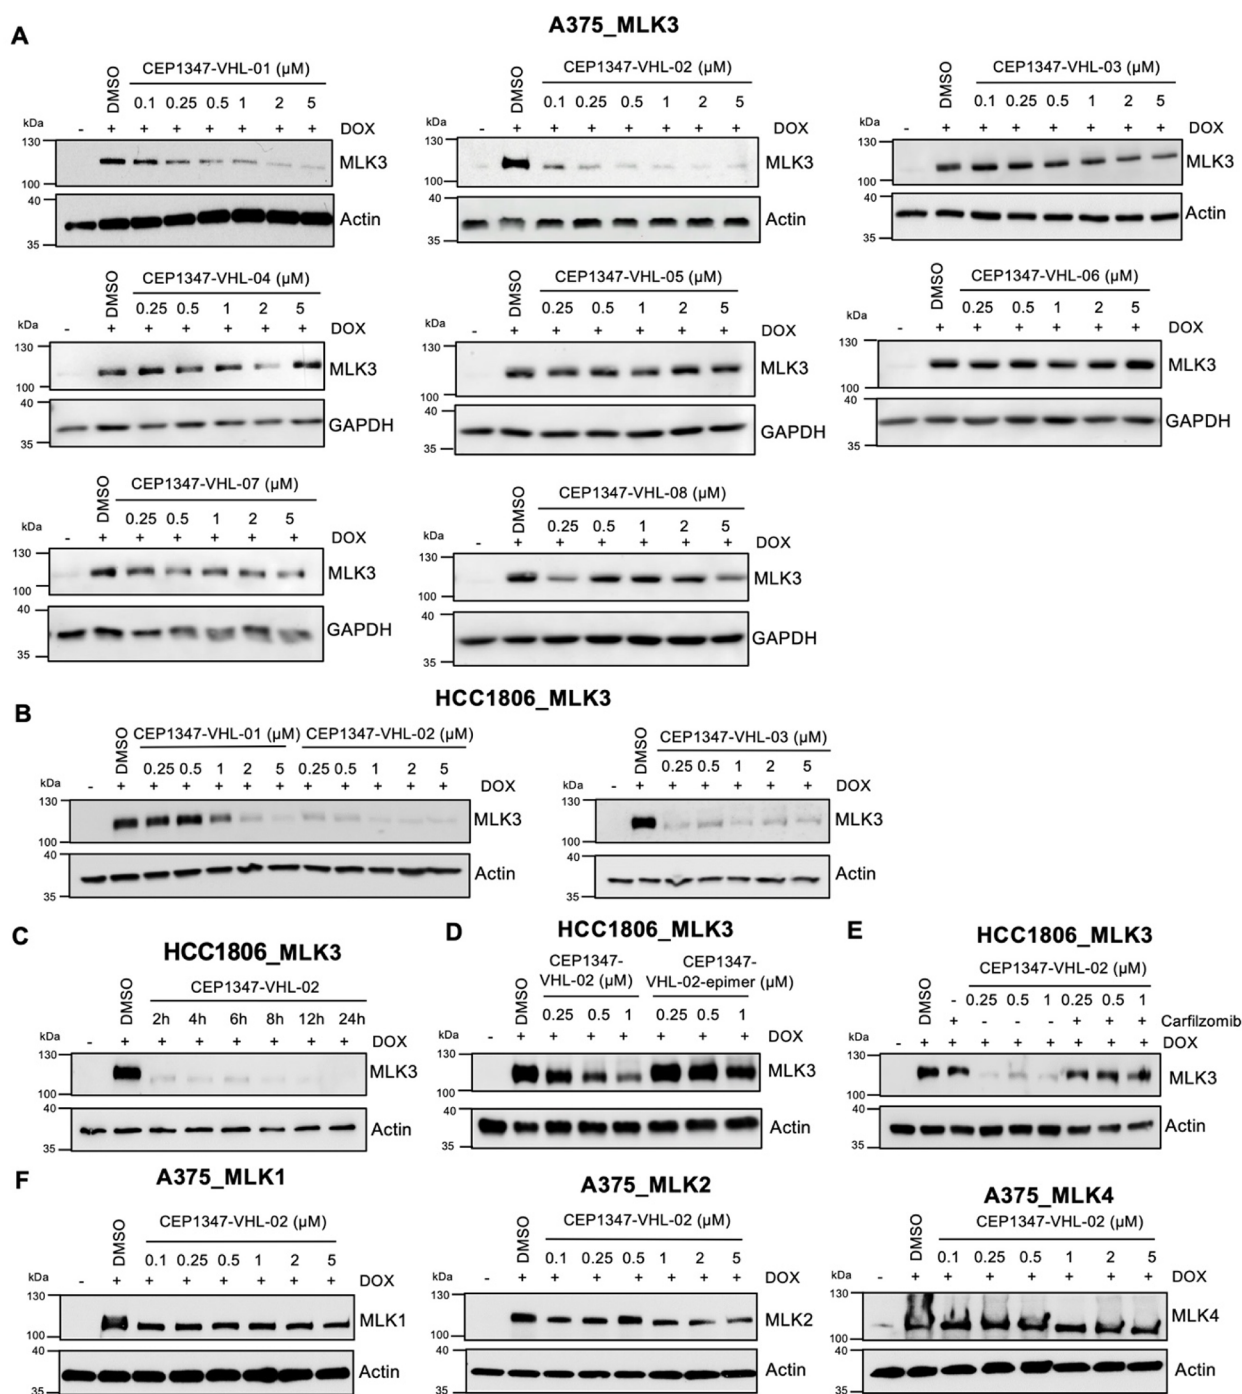 A375_MLK3
A
CEP1347-VHL-01 (µM)
DMSO
0.1 0.25 0.5 1 2 5
kDa
- + + + + + + + DOX
130
MLK3
100
40
Actin
35
CEP1347-VHL-02 (µM)
DMSO
0.1 0.25 0.5 1 2 5
kDa
- + + + + + + + DOX
130
MLK3
100
40
Actin
35
CEP1347-VHL-03 (µM)
DMSO
0.1 0.25 0.5 1 2 5
kDa
- + + + + + + + DOX
130
MLK3
100
40
Actin
35
CEP1347-VHL-04 (µM)
DMSO
0.25 0.5 1 2 5
kDa
- + + + + + + DOX
130
MLK3
100
40
GAPDH
35
CEP1347-VHL-05 (µM)
DMSO
0.25 0.5 1 2 5
kDa
- + + + + + + DOX
130
MLK3
100
40
GAPDH
35
CEP1347-VHL-06 (µM)
DMSO
0.25 0.5 1 2 5
kDa
- + + + + + + DOX
130
MLK3
100
40
GAPDH
35
CEP1347-VHL-07 (µM)
DMSO
0.25 0.5 1 2 5
kDa
- + + + + + + DOX
130
MLK3
100
40
GAPDH
35
CEP1347-VHL-08 (µM)
DMSO
0.25 0.5 1 2 5
kDa
- + + + + + + DOX
130
MLK3
100
40
GAPDH
35
HCC1806_MLK3
B
CEP1347-VHL-01 (µM) CEP1347-VHL-02 (µM)
DMSO
0.25 0.5 1 2 5 0.25 0.5 1 2 5
kDa
- + + + + + + + + + + + DOX
130
MLK3
100
40
Actin
35
CEP1347-VHL-03 (µM)
DMSO
0.25 0.5 1 2 5
kDa
- + + + + + + DOX
130
MLK3
100
40
Actin
35
C
HCC1806_MLK3
CEP1347-VHL-02
DMSO
2h 4h 6h 8h 12h 24h
kDa
- + + + + + + + DOX
130
MLK3
100
40
Actin
35
D
HCC1806_MLK3
CEP1347- CEP1347-
VHL-02 (µM) VHL-02-epimer (µM)
DMSO
0.25 0.5 1 0.25 0.5 1
kDa
- + + + + + + + DOX
130
MLK3
100
40
Actin
35
E
HCC1806_MLK3
CEP1347-VHL-02 (µM)
DMSO
- 0.25 0.5 1 0.25 0.5 1
+ - - - + + + Carfilzomib
kDa
- + + + + + + + + DOX
130
MLK3
100
40
Actin
35
F
A375_MLK1
CEP1347-VHL-02 (µM)
DMSO
0.1 0.25 0.5 1 2 5
kDa
- + + + + + + + DOX
130
MLK1
100
40
Actin
35
A375_MLK2
CEP1347-VHL-02 (µM)
DMSO
0.1 0.25 0.5 1 2 5
kDa
- + + + + + + + DOX
130
MLK2
100
40
Actin
35
A375_MLK4
CEP1347-VHL-02 (µM)
DMSO
0.1 0.25 0.5 1 2 5
kDa
- + + + + + + + DOX
130
MLK4
100
40
Actin
35